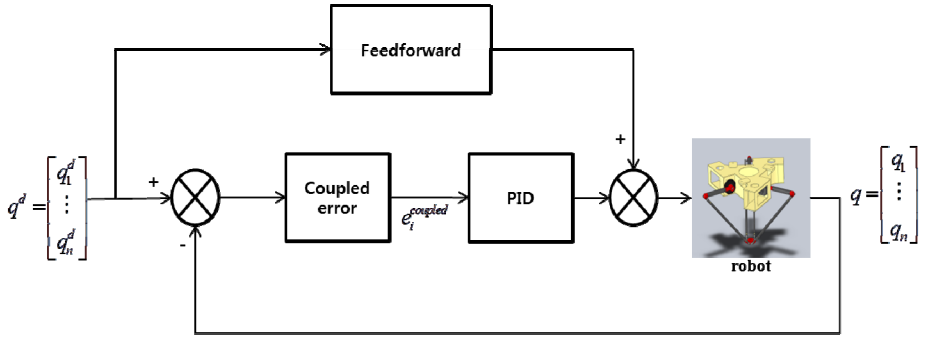 Feedforward
+
q^d = [q_1^d ⋮ q_n^d]
+
-
Coupled
error
e_i^{coupled}
PID
robot
q = [q_1 ⋮ q_n]